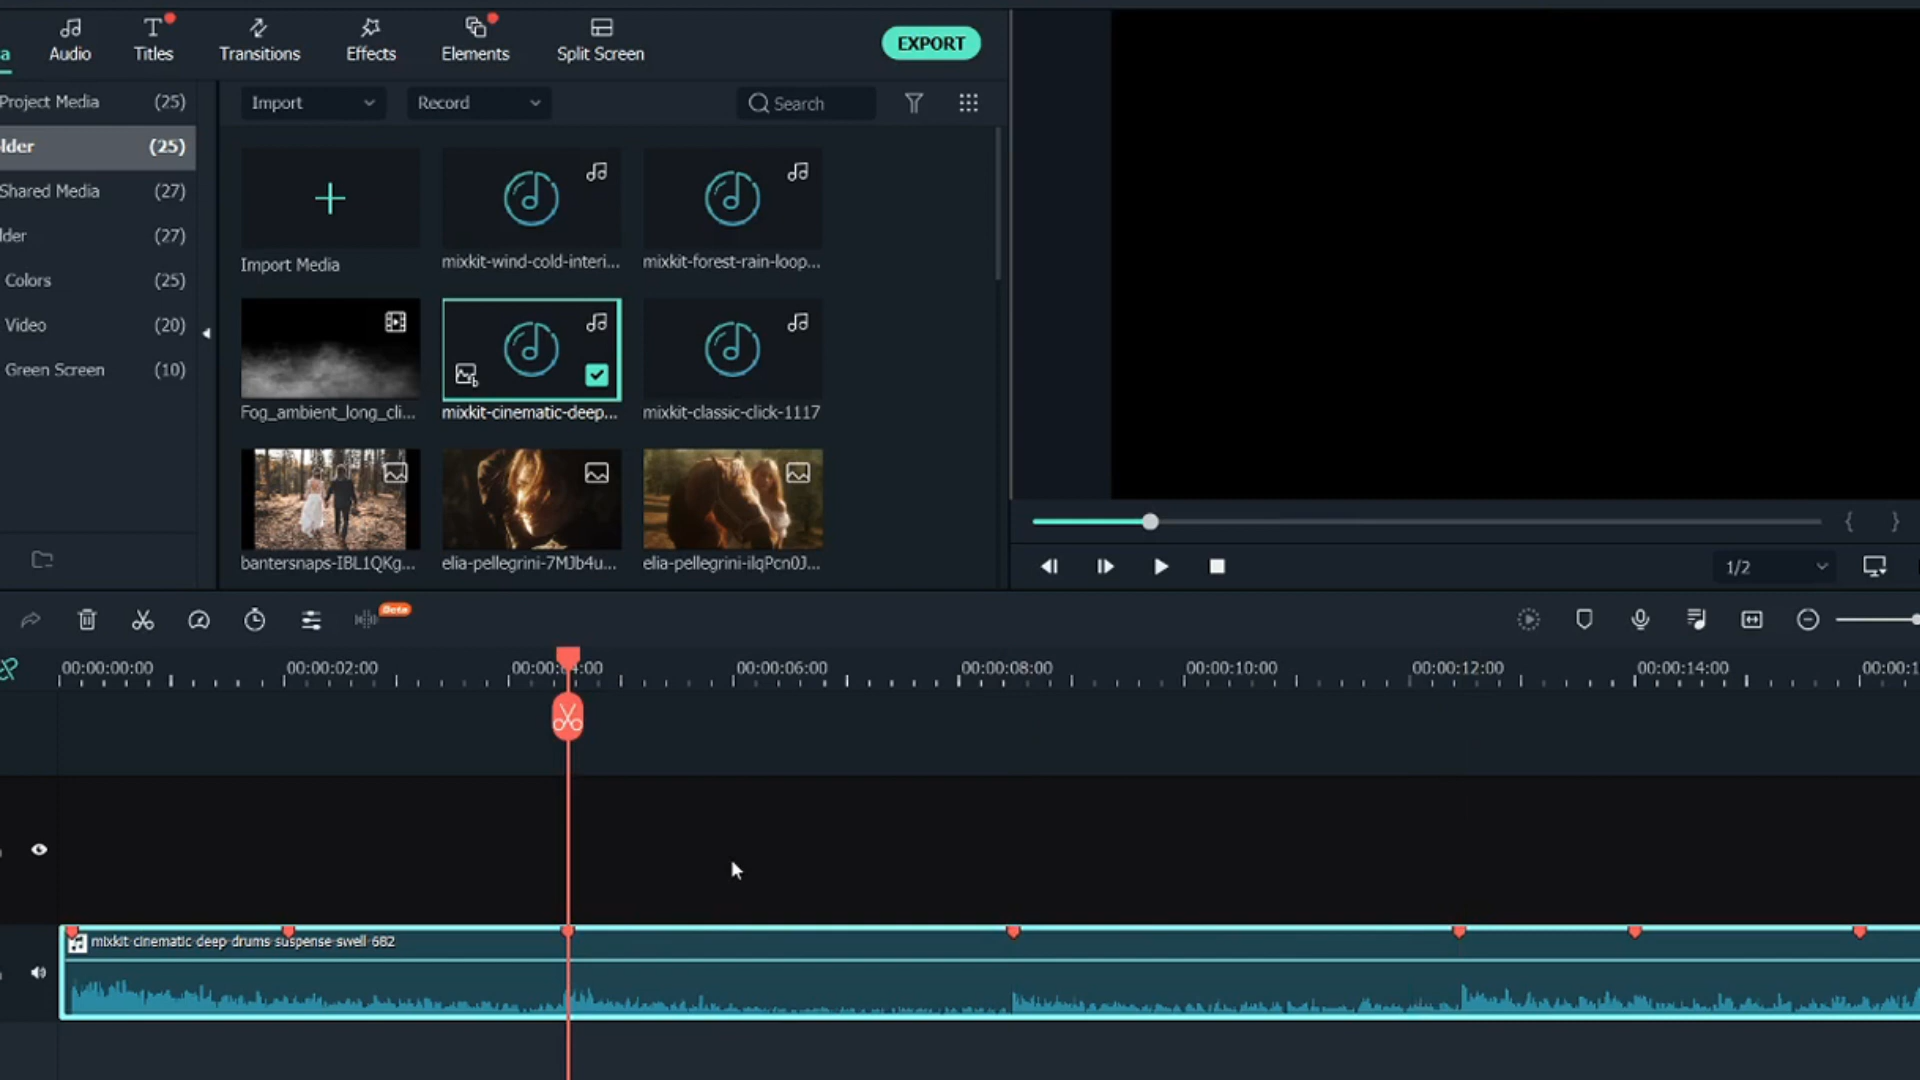 a
Audio
Titles
Transitions
Effects
Elements
Split Screen
EXPORT
Project Media (25)
lder (25)
Shared Media (27)
lder (27)
Colors (25)
Video (20)
Green Screen (10)
Import
Record
Search
Import Media
mixkit-wind-cold-interi...
mixkit-forest-rain-loop...
Fog_ambient_long_cli...
mixkit-cinematic-deep...
mixkit-classic-click-1117
bantersnaps-IBL1QKg...
elia-pellegrini-7MJb4u...
elia-pellegrini-ilqPcn0J...
{ }
1/2
Beta
00:00:00:00
00:00:02:00
00:00:04:00
00:00:06:00
00:00:08:00
00:00:10:00
00:00:12:00
00:00:14:00
00:00:1
mixkit cinematic deep drums suspense swell 682